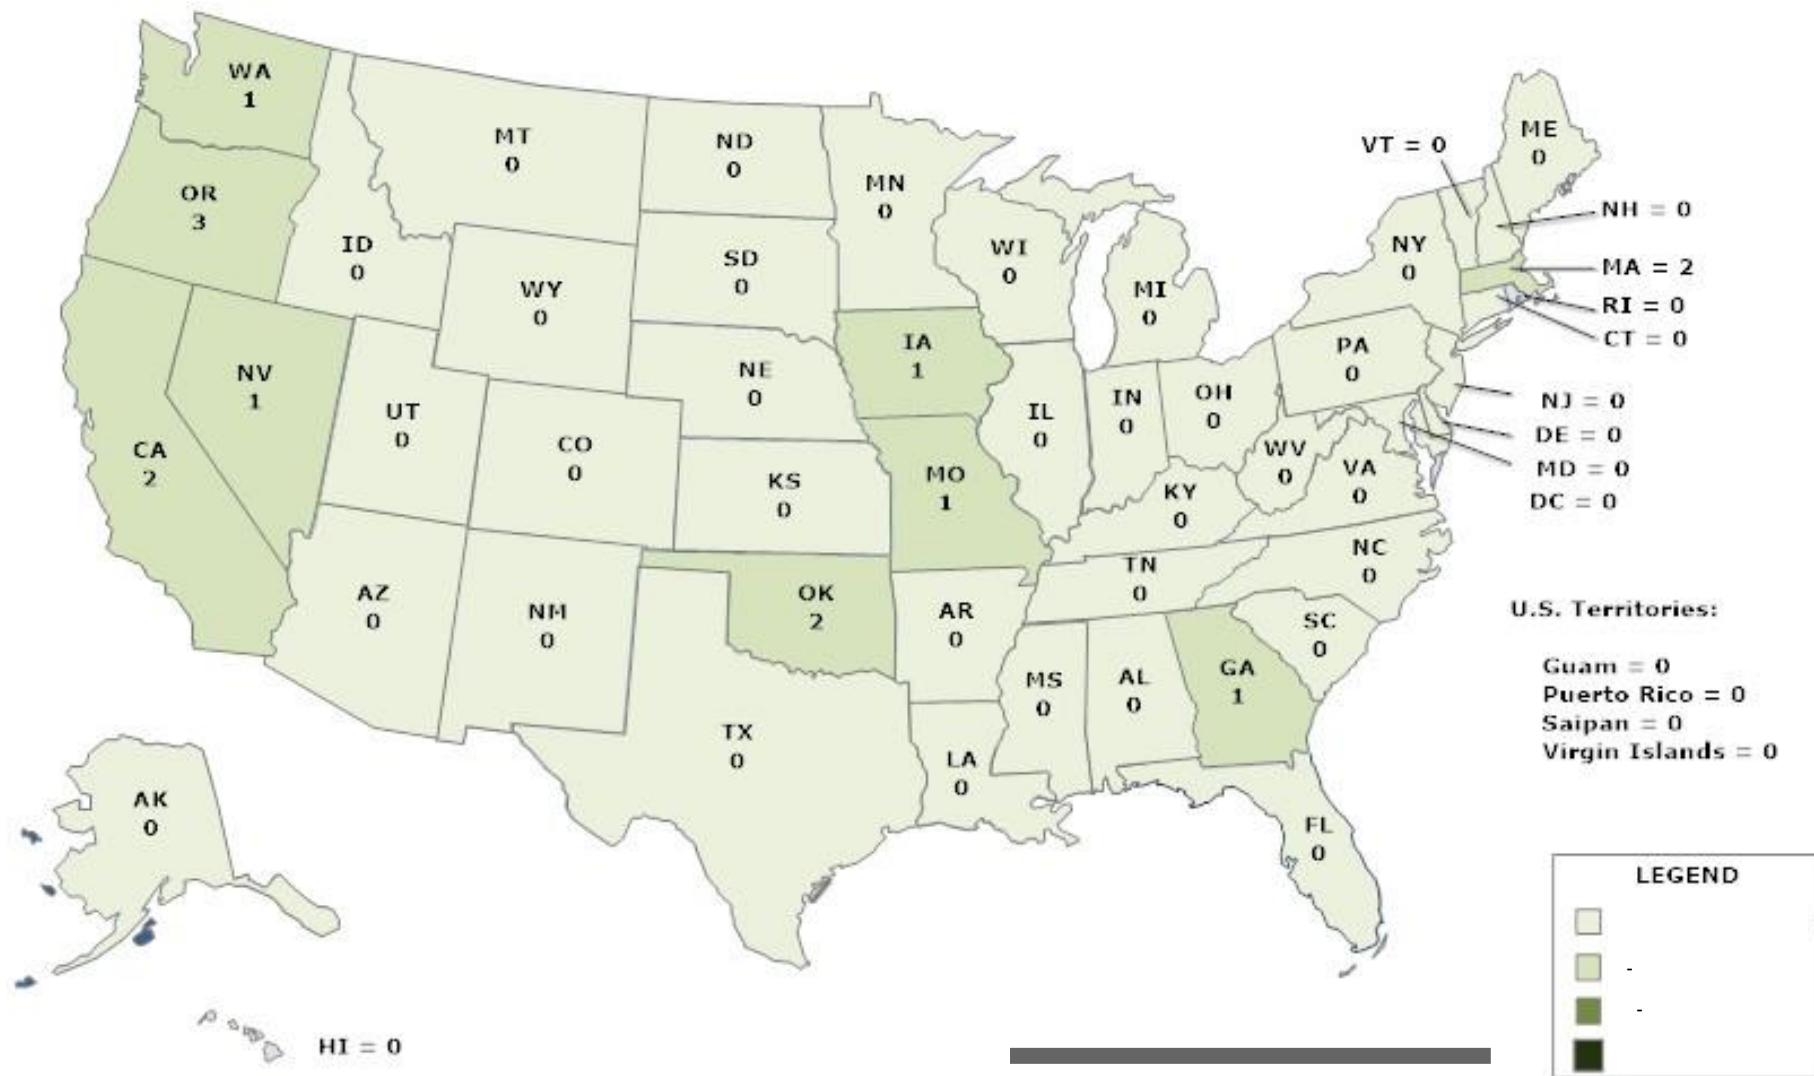 WA
1
OR
3
CA
2
NV
1
ID
0
MT
0
WY
0
UT
0
CO
0
AZ
0
NM
0
ND
0
SD
0
NE
0
KS
0
OK
2
TX
0
MN
0
IA
1
MO
1
AR
0
LA
0
WI
0
IL
0
MI
0
IN
0
OH
0
KY
0
TN
0
MS
0
AL
0
GA
1
FL
0
SC
0
NC
0
VA
0
WV
0
PA
0
NY
0
ME
0
VT = 0
NH = 0
MA = 2
RI = 0
CT = 0
NJ = 0
DE = 0
MD = 0
DC = 0
U.S. Territories:
Guam = 0
Puerto Rico = 0
Saipan = 0
Virgin Islands = 0
AK
0
HI = 0
LEGEND
-
-